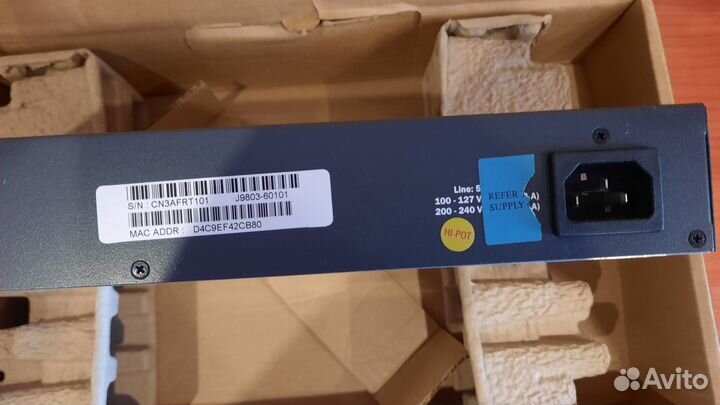 S/N : CN3AFRT101 J9803-60101
MAC ADDR : D4C9EF42CB80
Line: 5
100 - 127 V A)
200 - 240 V A)
REFER
SUPPLY
HI-POT
Avito